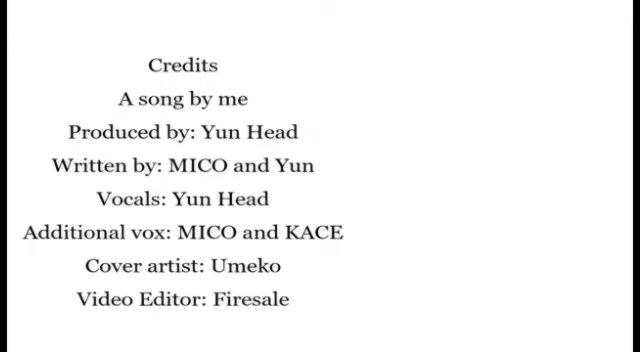 Credits
A song by me
Produced by: Yun Head
Written by: MICO and Yun
Vocals: Yun Head
Additional vox: MICO and KACE
Cover artist: Umeko
Video Editor: Firesale